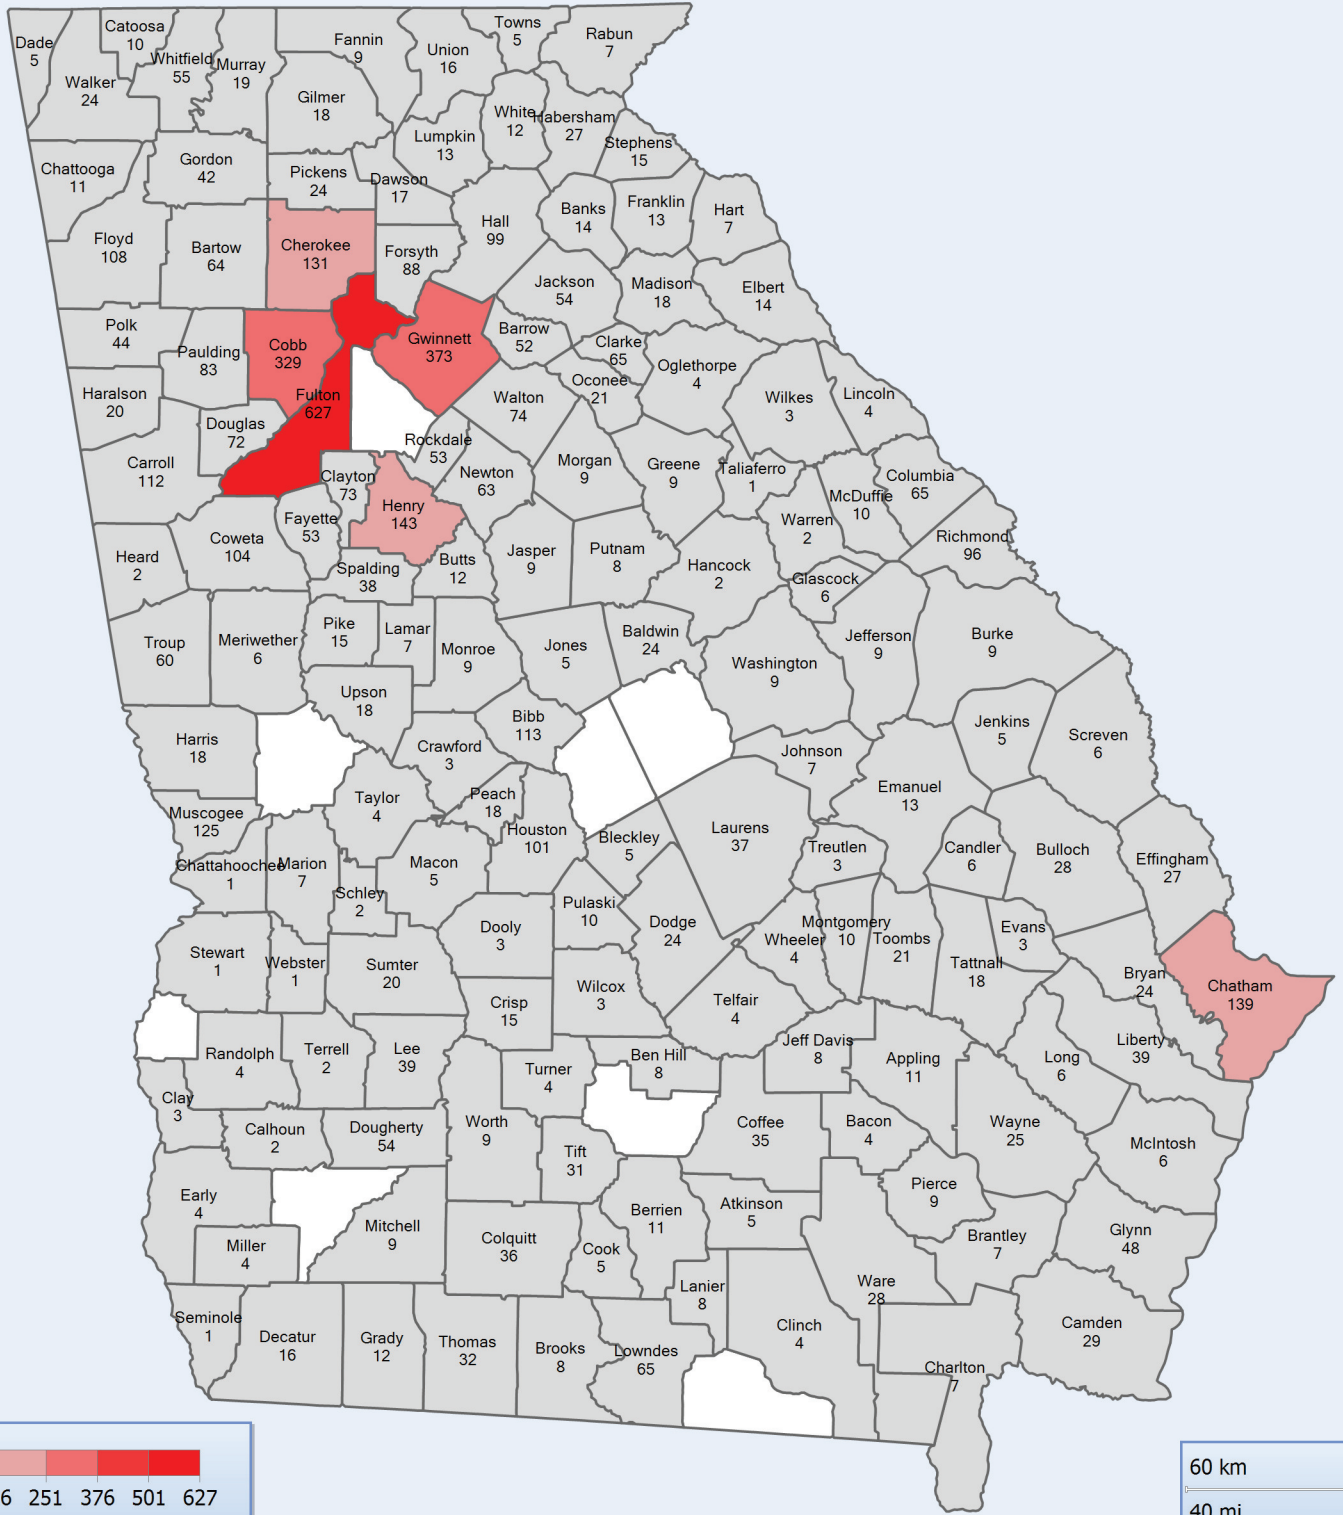 Dade
5
Catoosa
10
Walker
24
Whitfield
55
Murray
19
Fannin
9
Gilmer
18
Union
16
Towns
5
Rabun
7
White
12
Habersham
27
Lumpkin
13
Stephens
15
Chattooga
11
Gordon
42
Pickens
24
Dawson
17
Hall
99
Banks
14
Franklin
13
Hart
7
Floyd
108
Bartow
64
Cherokee
131
Forsyth
88
Jackson
54
Madison
18
Elbert
14
Polk
44
Paulding
83
Cobb
329
Gwinnett
373
Barrow
52
Clarke
65
Oconee
21
Oglethorpe
4
Wilkes
3
Lincoln
4
Haralson
20
Douglas
72
Fulton
627
Walton
74
Rockdale
53
Newton
63
Morgan
9
Greene
9
Taliaferro
1
McDuffie
10
Columbia
65
Carroll
112
Clayton
73
Henry
143
Fayette
53
Coweta
104
Warren
2
Richmond
96
Heard
2
Spalding
38
Butts
12
Jasper
9
Putnam
8
Hancock
2
Glascock
6
Troup
60
Meriwether
6
Pike
15
Lamar
7
Monroe
9
Jones
5
Baldwin
24
Washington
9
Jefferson
9
Burke
9
Upson
18
Bibb
113
Jenkins
5
Screven
6
Harris
18
Crawford
3
Johnson
7
Emanuel
13
Muscogee
125
Taylor
4
Peach
18
Houston
101
Bleckley
5
Laurens
37
Treutlen
3
Candler
6
Bulloch
28
Effingham
27
Chattahoochee
1
Marion
7
Schley
2
Macon
5
Dooly
3
Pulaski
10
Dodge
24
Wheeler
4
Montgomery
10
Toombs
21
Tattnall
18
Evans
3
Bryan
24
Chatham
139
Stewart
1
Webster
1
Sumter
20
Crisp
15
Wilcox
3
Telfair
4
Randolph
4
Terrell
2
Lee
39
Turner
4
Ben Hill
8
Jeff Davis
8
Appling
11
Long
6
Liberty
39
Clay
3
Calhoun
2
Dougherty
54
Worth
9
Tift
31
Coffee
35
Bacon
4
Wayne
25
McIntosh
6
Early
4
Miller
4
Mitchell
9
Colquitt
36
Cook
5
Berrien
11
Atkinson
5
Pierce
9
Brantley
7
Glynn
48
Lanier
8
Ware
28
Seminole
1
Decatur
16
Grady
12
Thomas
32
Brooks
8
Lowndes
65
Clinch
4
Charlton
7
Camden
29
6 251 376 501 627
60 km
40 mi